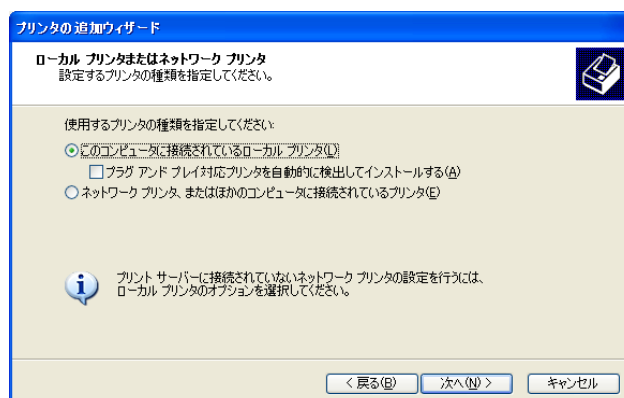 プリンタの追加ウィザード
ローカル プリンタまたはネットワーク プリンタ
設定するプリンタの種類を指定してください。
使用するプリンタの種類を指定してください:
このコンピュータに接続されているローカル プリンタ(L)
プラグ アンド プレイ対応プリンタを自動的に検出してインストールする(A)
ネットワーク プリンタ、またはほかのコンピュータに接続されているプリンタ(E)
プリント サーバーに接続されていないネットワーク プリンタの設定を行うには、
ローカル プリンタのオプションを選択してください。
< 戻る(B) 次へ(N) > キャンセル